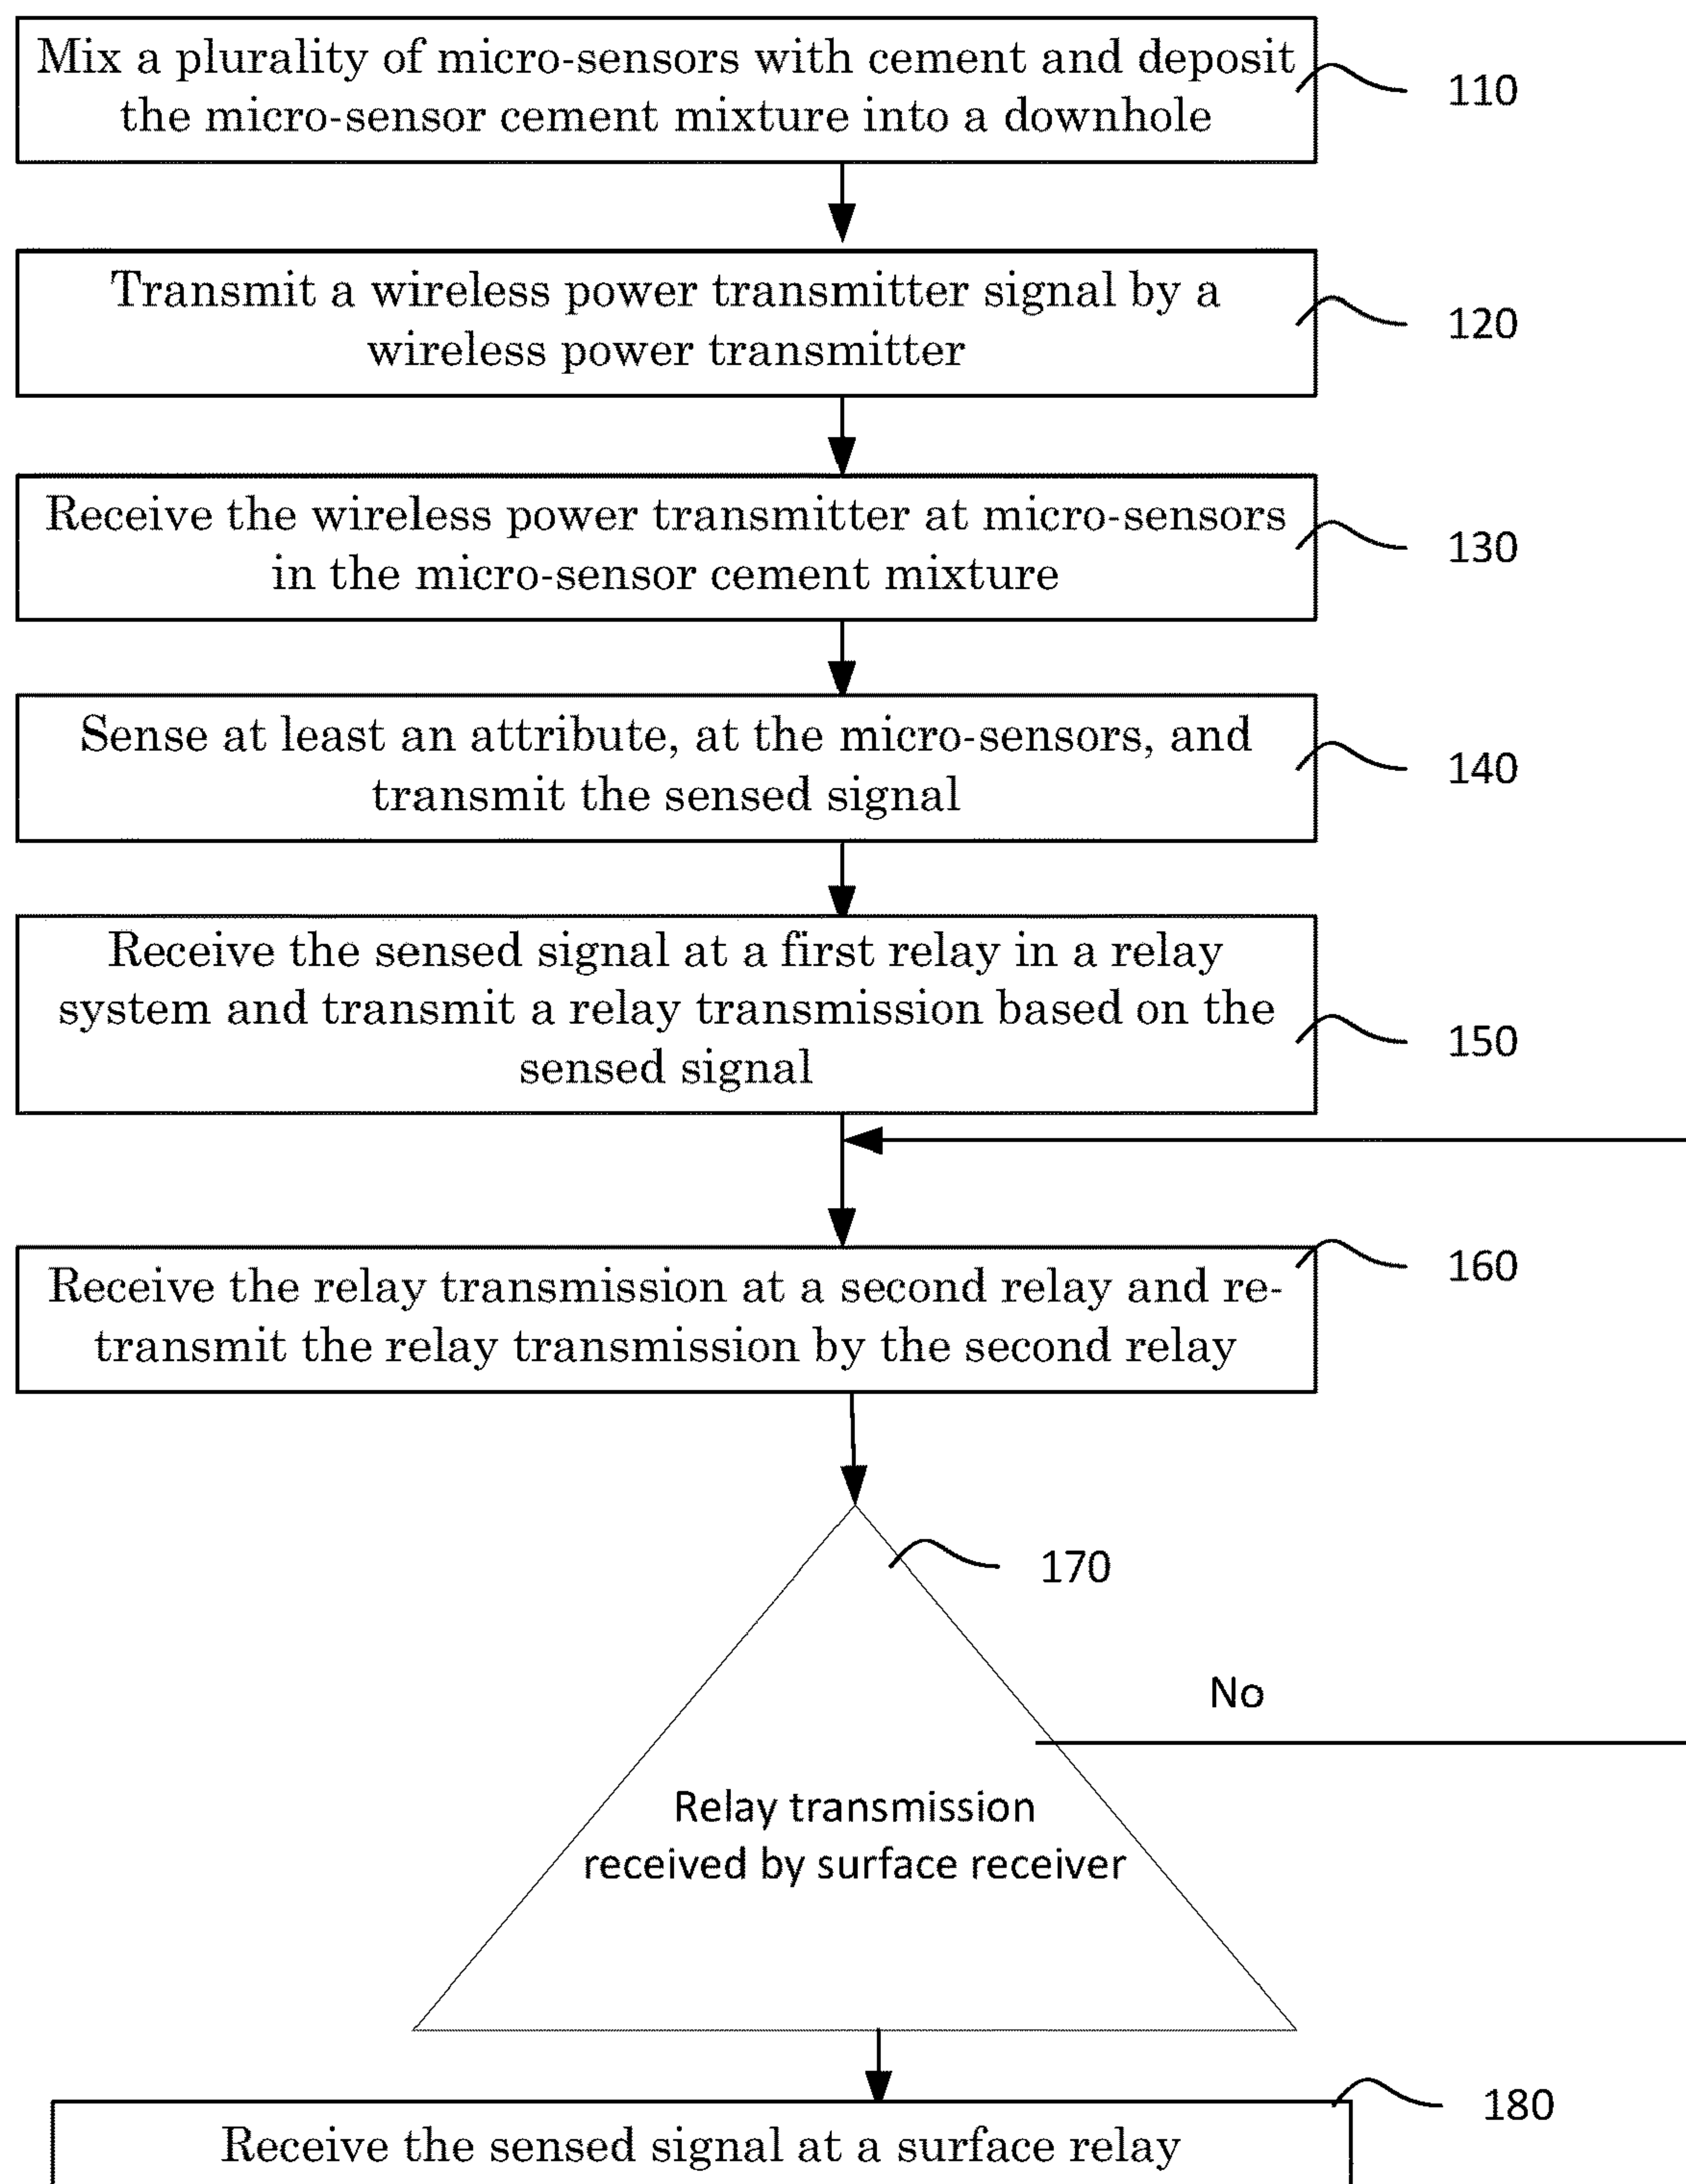 Mix a plurality of micro-sensors with cement and deposit
the micro-sensor cement mixture into a downhole
110
Transmit a wireless power transmitter signal by a
wireless power transmitter
120
Receive the wireless power transmitter at micro-sensors
in the micro-sensor cement mixture
130
Sense at least an attribute, at the micro-sensors, and
transmit the sensed signal
140
Receive the sensed signal at a first relay in a relay
system and transmit a relay transmission based on the
sensed signal
150
Receive the relay transmission at a second relay and re-
transmit the relay transmission by the second relay
160
170
No
Relay transmission
received by surface receiver
180
Receive the sensed signal at a surface relay